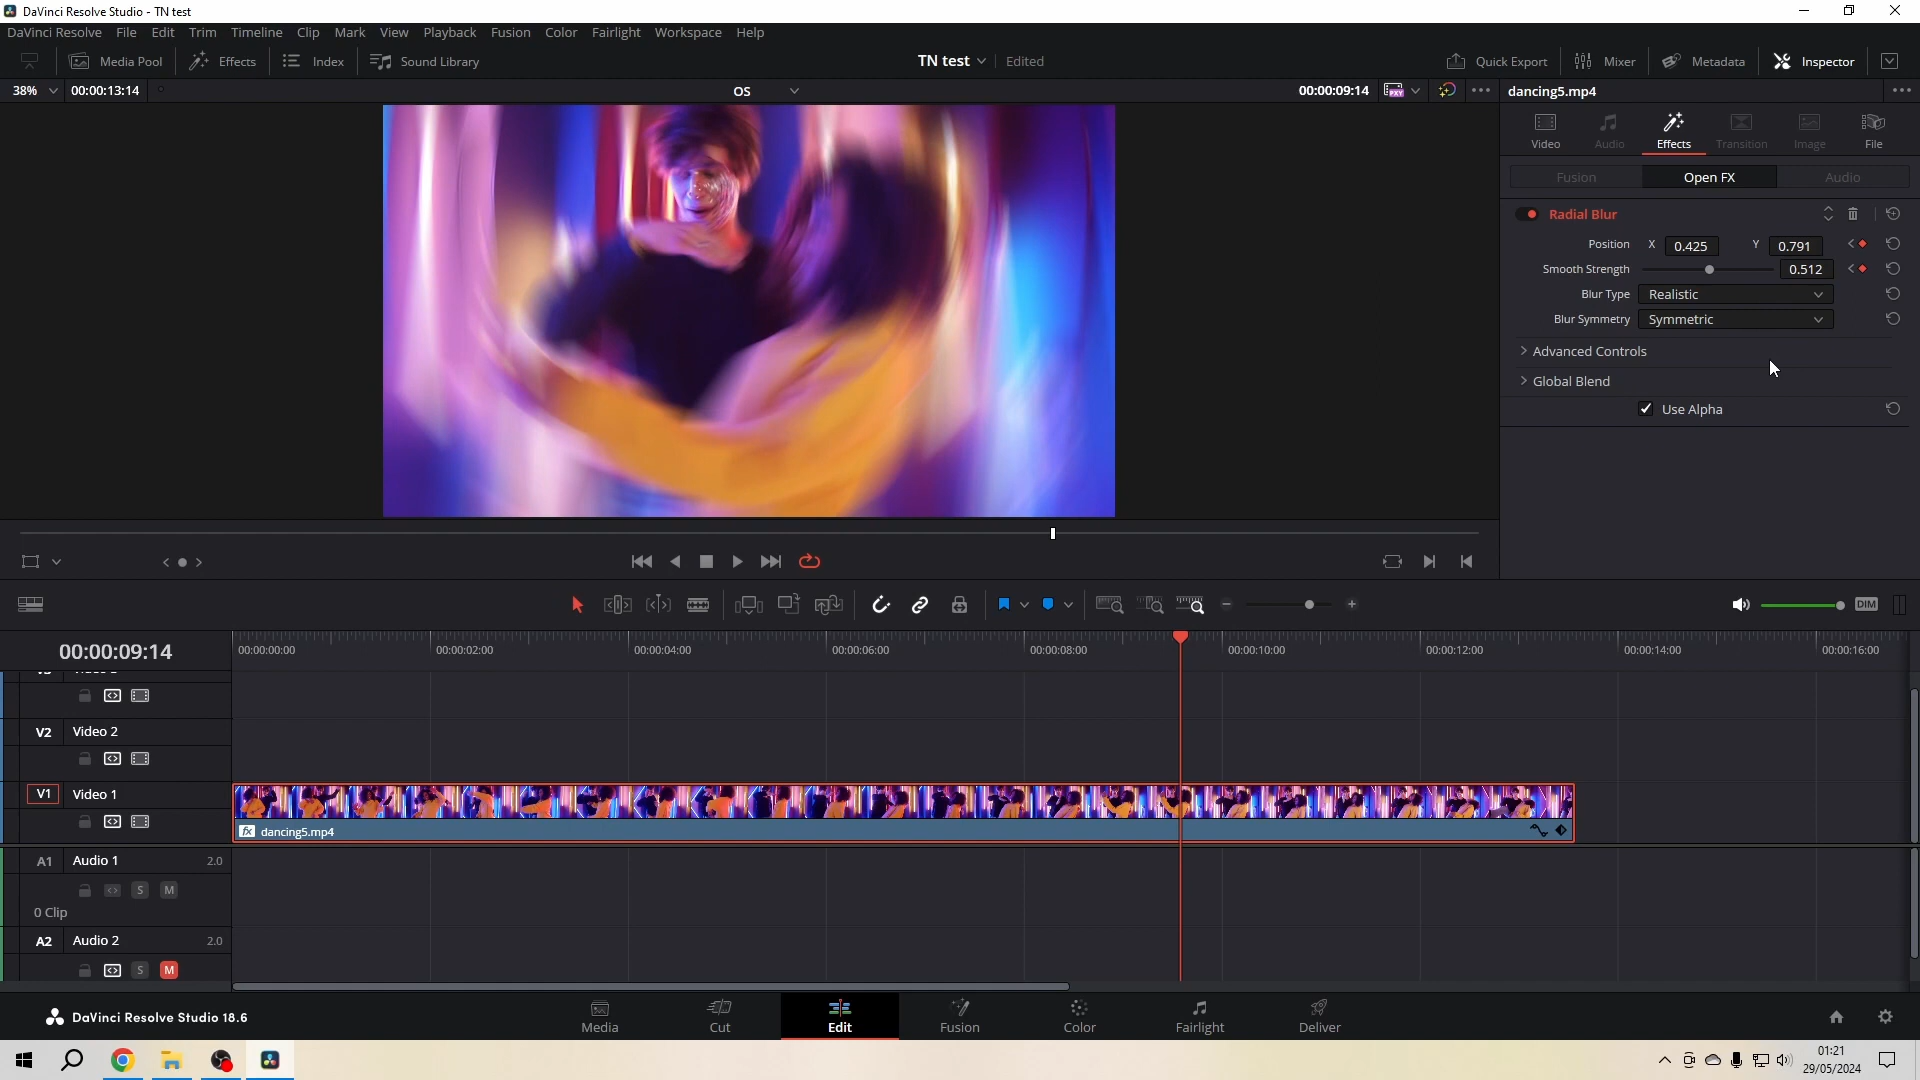 DaVinci Resolve Studio - TN test
DaVinci Resolve File Edit Trim Timeline Clip Mark View Playback Fusion Color Fairlight Workspace Help
Media Pool Effects Index Sound Library TN test Edited Quick Export Mixer Metadata Inspector
38% 00:00:13:14 OS 00:00:09:14 PXY dancing5.mp4
Video Audio Effects Transition Image File
Fusion Open FX Audio
Radial Blur
Position X 0.425 Y 0.791
Smooth Strength 0.512
Blur Type Realistic
Blur Symmetry Symmetric
Advanced Controls
Global Blend
Use Alpha
DIM
00:00:09:14 00:00:00:00 00:00:02:00 00:00:04:00 00:00:06:00 00:00:08:00 00:00:10:00 00:00:12:00 00:00:14:00 00:00:16:00
V2 Video 2
V1 Video 1
fx dancing5.mp4
A1 Audio 1 2.0
S M
0 Clip
A2 Audio 2 2.0
S M
DaVinci Resolve Studio 18.6 Media Cut Edit Fusion Color Fairlight Deliver
01:21
29/05/2024